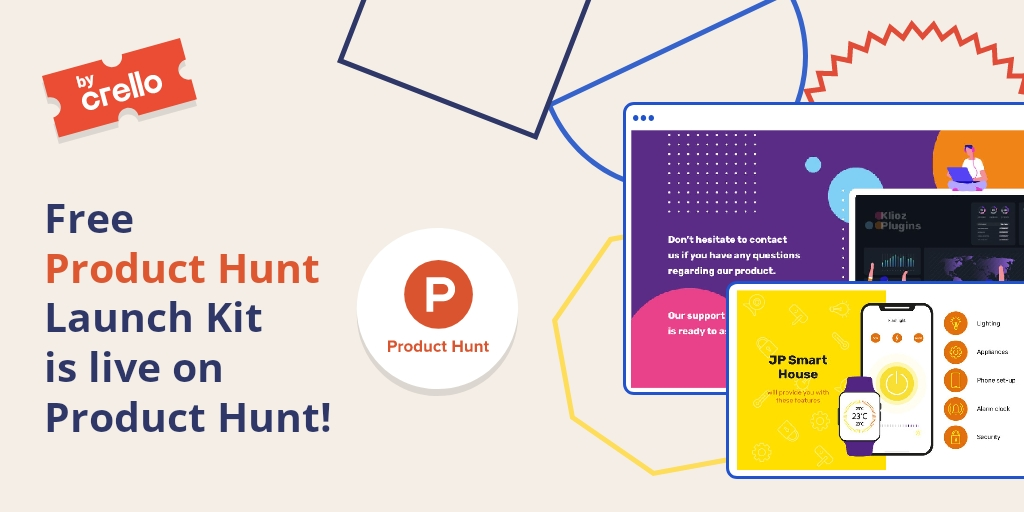 by
crello
Free
Product Hunt
Launch Kit
is live on
Product Hunt!
P
Product Hunt
Don't hesitate to contact
us if you have any questions
regarding our product.
Our support
is ready to as
Klioz
Plugins
JP Smart
House
will provide you with
these features
23°C
Lighting
Appliances
Phone set-up
Alarm clock
Security